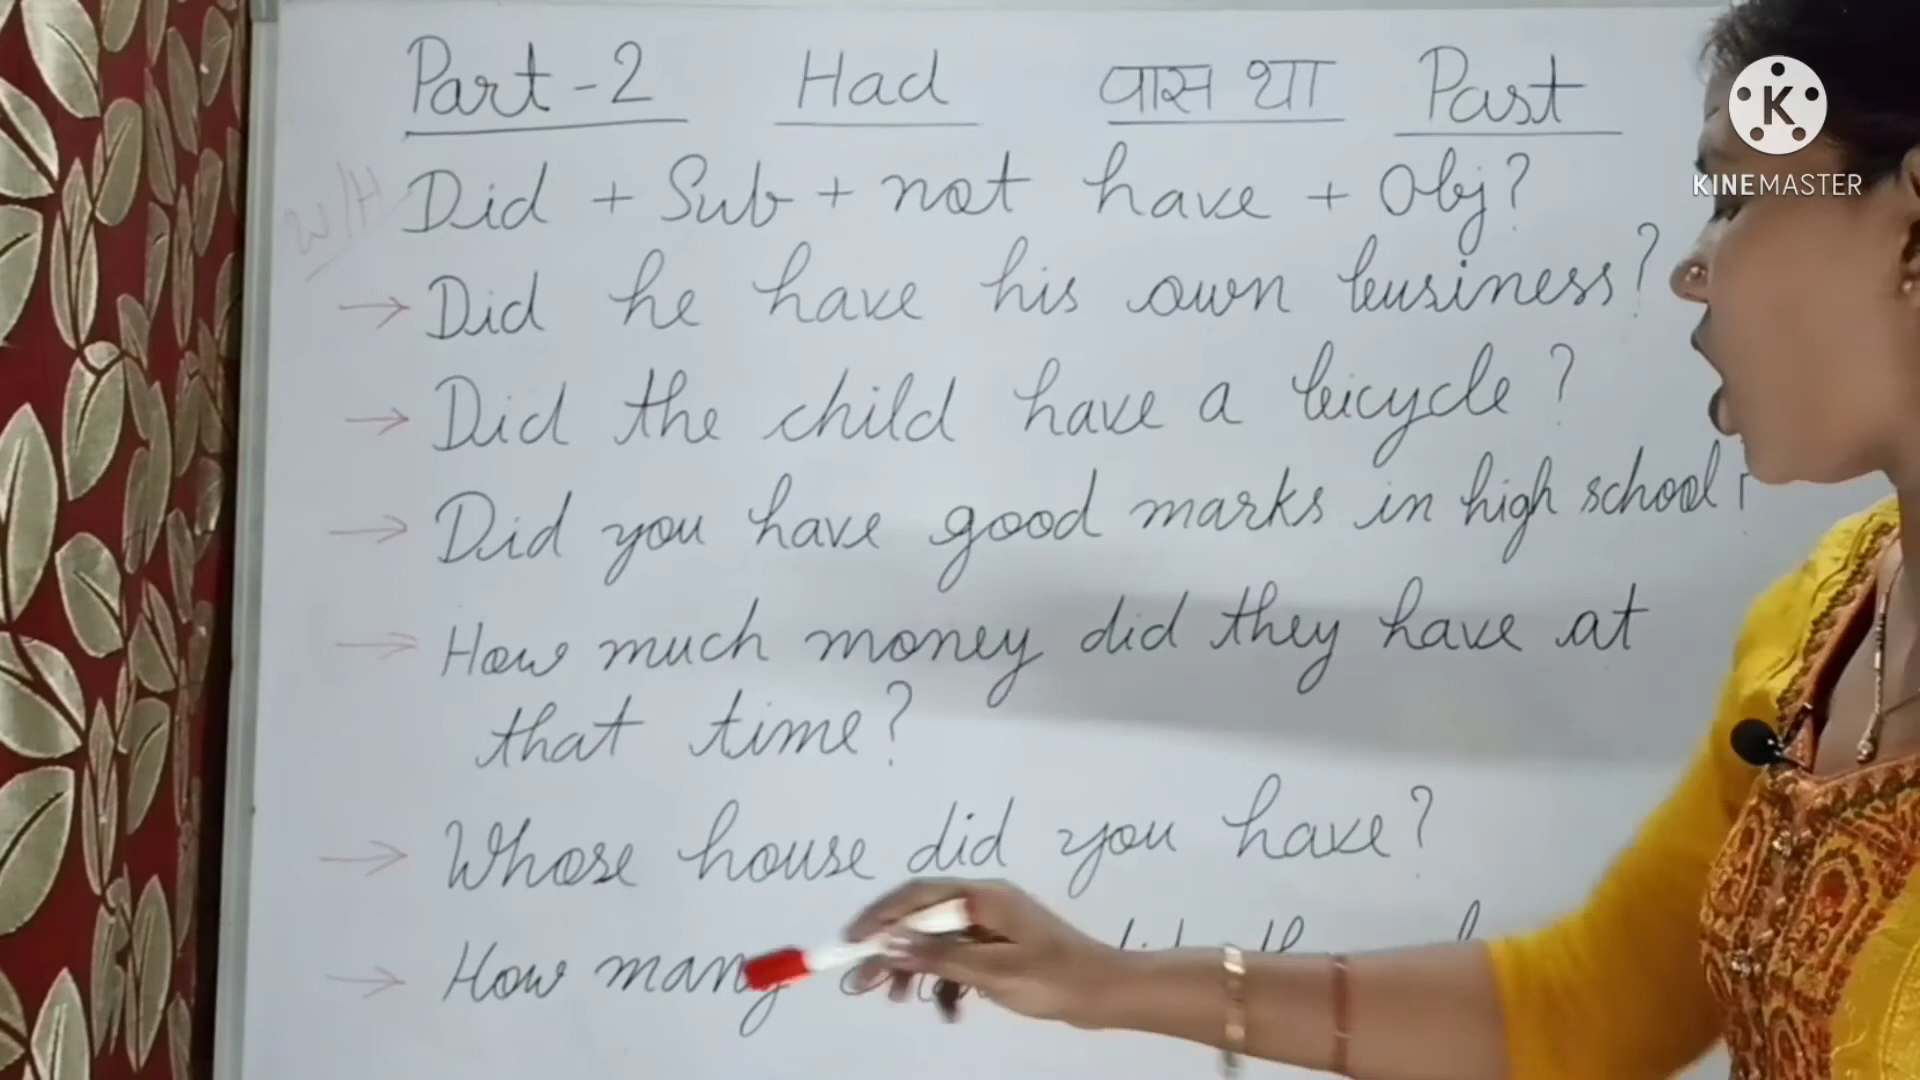 Part-2 Had पास था Past
W/H Did + Sub + not have + Obj?
→ Did he have his own business?
→ Did the child have a bicycle?
→ Did you have good marks in high school?
→ How much money did they have at
that time?
→ Whose house did you have?
→ How many
K
KINEMASTER